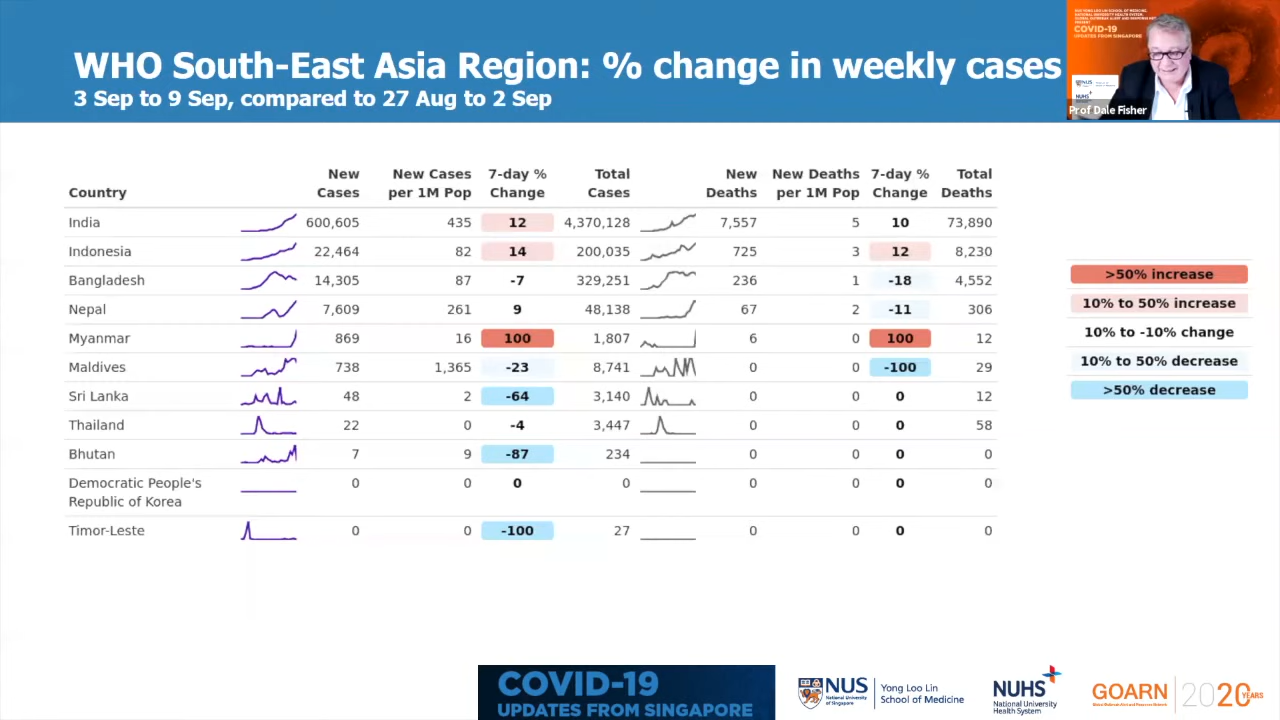 WHO South-East Asia Region: % change in weekly cases
3 Sep to 9 Sep, compared to 27 Aug to 2 Sep
COVID-19
UPDATES FROM SINGAPORE
NUS
NUHS
Prof Dale Fisher
Country New Cases New Cases per 1M Pop 7-day % Change Total Cases New Deaths New Deaths per 1M Pop 7-day % Change Total Deaths
India 600,605 435 12 4,370,128 7,557 5 10 73,890
Indonesia 22,464 82 14 200,035 725 3 12 8,230
Bangladesh 14,305 87 -7 329,251 236 1 -18 4,552
Nepal 7,609 261 9 48,138 67 2 -11 306
Myanmar 869 16 100 1,807 6 0 100 12
Maldives 738 1,365 -23 8,741 0 0 -100 29
Sri Lanka 48 2 -64 3,140 0 0 0 12
Thailand 22 0 -4 3,447 0 0 0 58
Bhutan 7 9 -87 234 0 0 0 0
Democratic People's 0 0 0 0 0 0 0 0
Republic of Korea
Timor-Leste 0 0 -100 27 0 0 0 0
>50% increase
10% to 50% increase
10% to -10% change
10% to 50% decrease
>50% decrease
COVID-19
UPDATES FROM SINGAPORE
NUS
National University
of Singapore
Yong Loo Lin
School of Medicine
NUHS
National University
Health System
GOARN 2020 YEARS